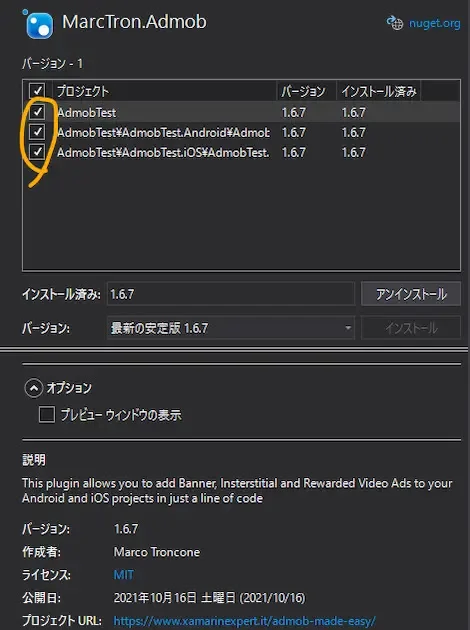 MarcTron.Admob
nuget.org
バージョン - 1
プロジェクト バージョン インストール済み
AdmobTest 1.6.7 1.6.7
AdmobTest¥AdmobTest.Android¥Admob 1.6.7 1.6.7
AdmobTest¥AdmobTest.iOS¥AdmobTest. 1.6.7 1.6.7
インストール済み: 1.6.7 アンインストール
バージョン: 最新の安定版 1.6.7 インストール
オプション
プレビュー ウィンドウの表示
説明
This plugin allows you to add Banner, Insterstitial and Rewarded Video Ads to your
Android and iOS projects in just a line of code
バージョン: 1.6.7
作成者: Marco Troncone
ライセンス: MIT
公開日: 2021年10月16日 土曜日 (2021/10/16)
プロジェクト URL: https://www.xamarinexpert.it/admob-made-easy/